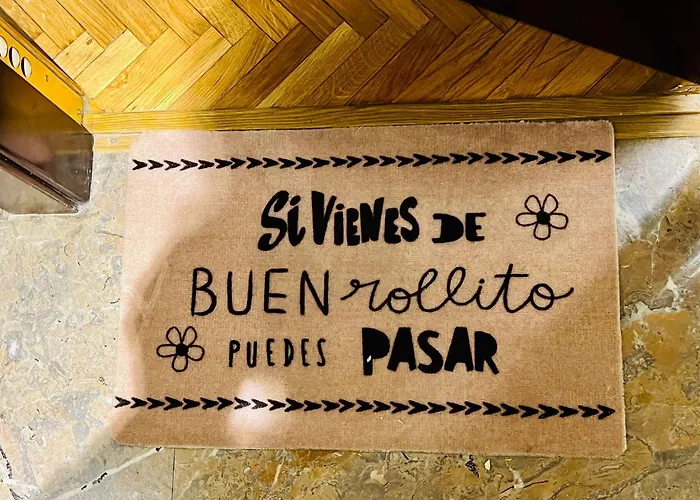 Si VIENES DE
BUEN rollito
PUEDES PASAR